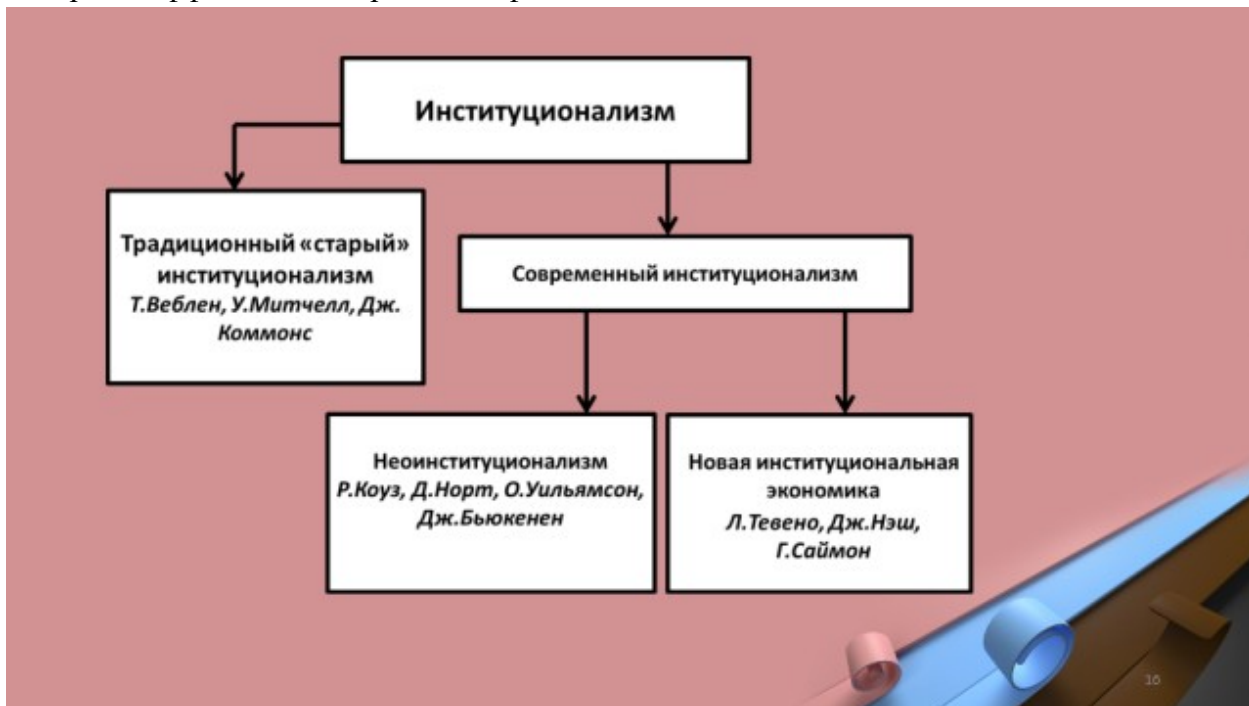 Институционализм
Традиционный «старый»
институционализм
Т.Веблен, У.Митчелл, Дж.
Коммонс
Современный институционализм
Неоинституционализм
Р.Коуз, Д.Норт, О.Уильямсон,
Дж.Бьюкенен
Новая институциональная
экономика
Л.Тевено, Дж.Нэш,
Г.Саймон
16